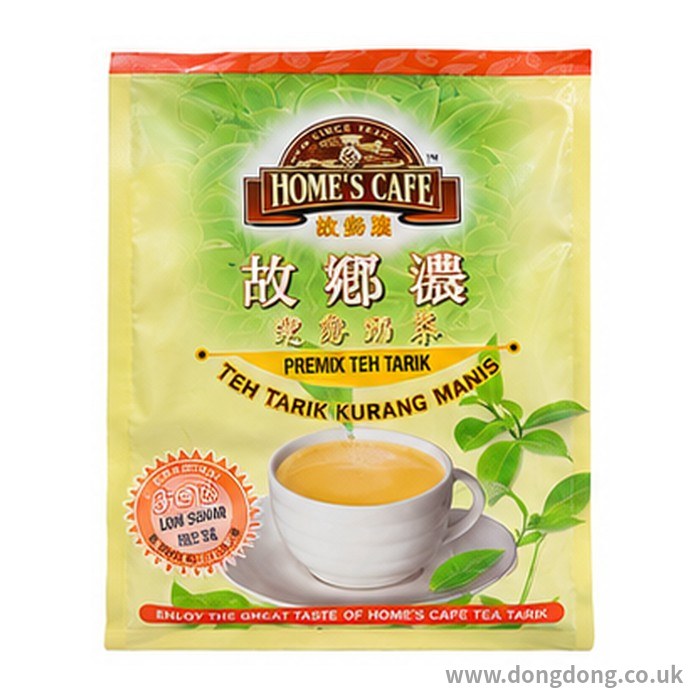 HOME'S CAFE
TM
故鄉濃
故鄉濃
PREMIX TEH TARIK
TEH TARIK KURANG MANIS
LOW SUGAR
ENJOY THE GREAT TASTE OF HOME'S CAFE TEA TARIK
www.dongdong.co.uk